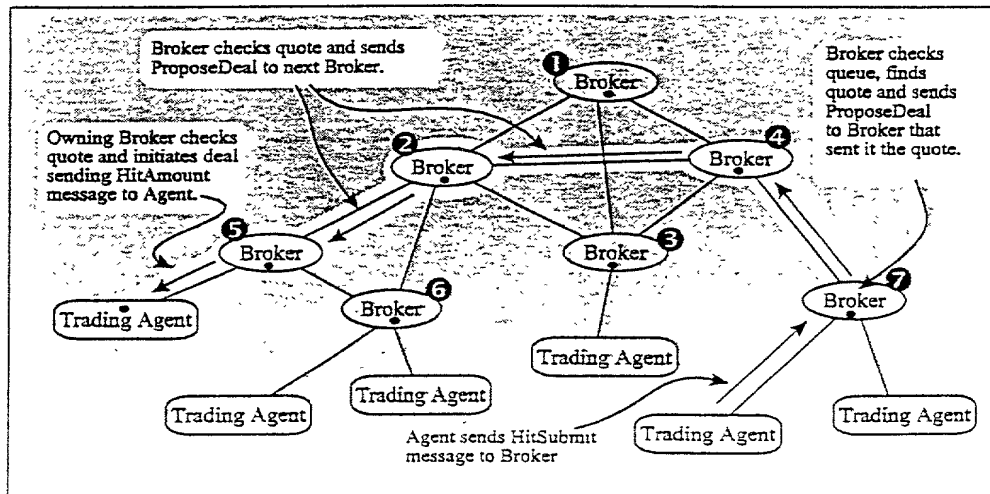 Broker checks quote and sends
ProposeDeal to next Broker.
Broker checks
queue, finds
quote and sends
ProposeDeal
to Broker that
sent it the quote.
Owning Broker checks
quote and initiates deal
sending HitAmount
message to Agent.
1
Broker
2
Broker
4
Broker
5
Broker
3
Broker
6
Broker
7
Broker
Trading Agent
Trading Agent
Trading Agent
Trading Agent
Trading Agent
Trading Agent
Agent sends HitSubmit
message to Broker